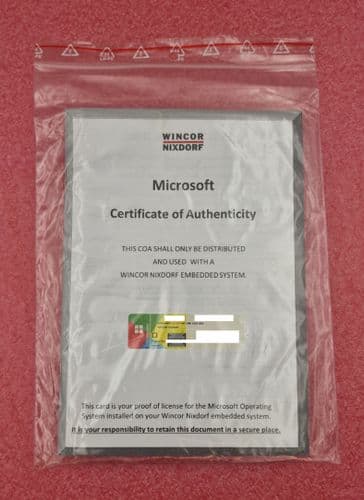 WINCOR
NIXDORF
Microsoft
Certificate of Authenticity
THIS COA SHALL ONLY BE DISTRIBUTED
AND USED WITH A
WINCOR NIXDORF EMBEDDED SYSTEM.
This card is your proof of license for the Microsoft Operating
System installed on your Wincor Nixdorf embedded system.
It is your responsibility to retain this document in a secure place.